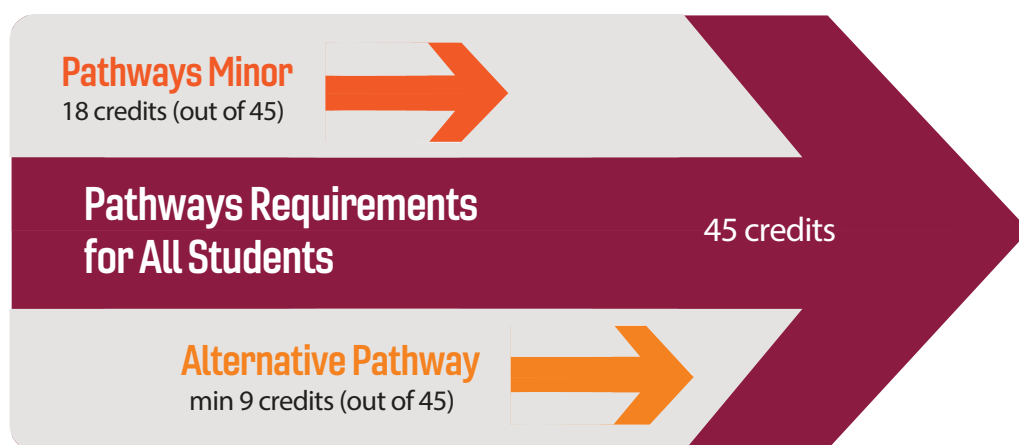 Pathways Minor
18 credits (out of 45)
Pathways Requirements
for All Students
45 credits
Alternative Pathway
min 9 credits (out of 45)